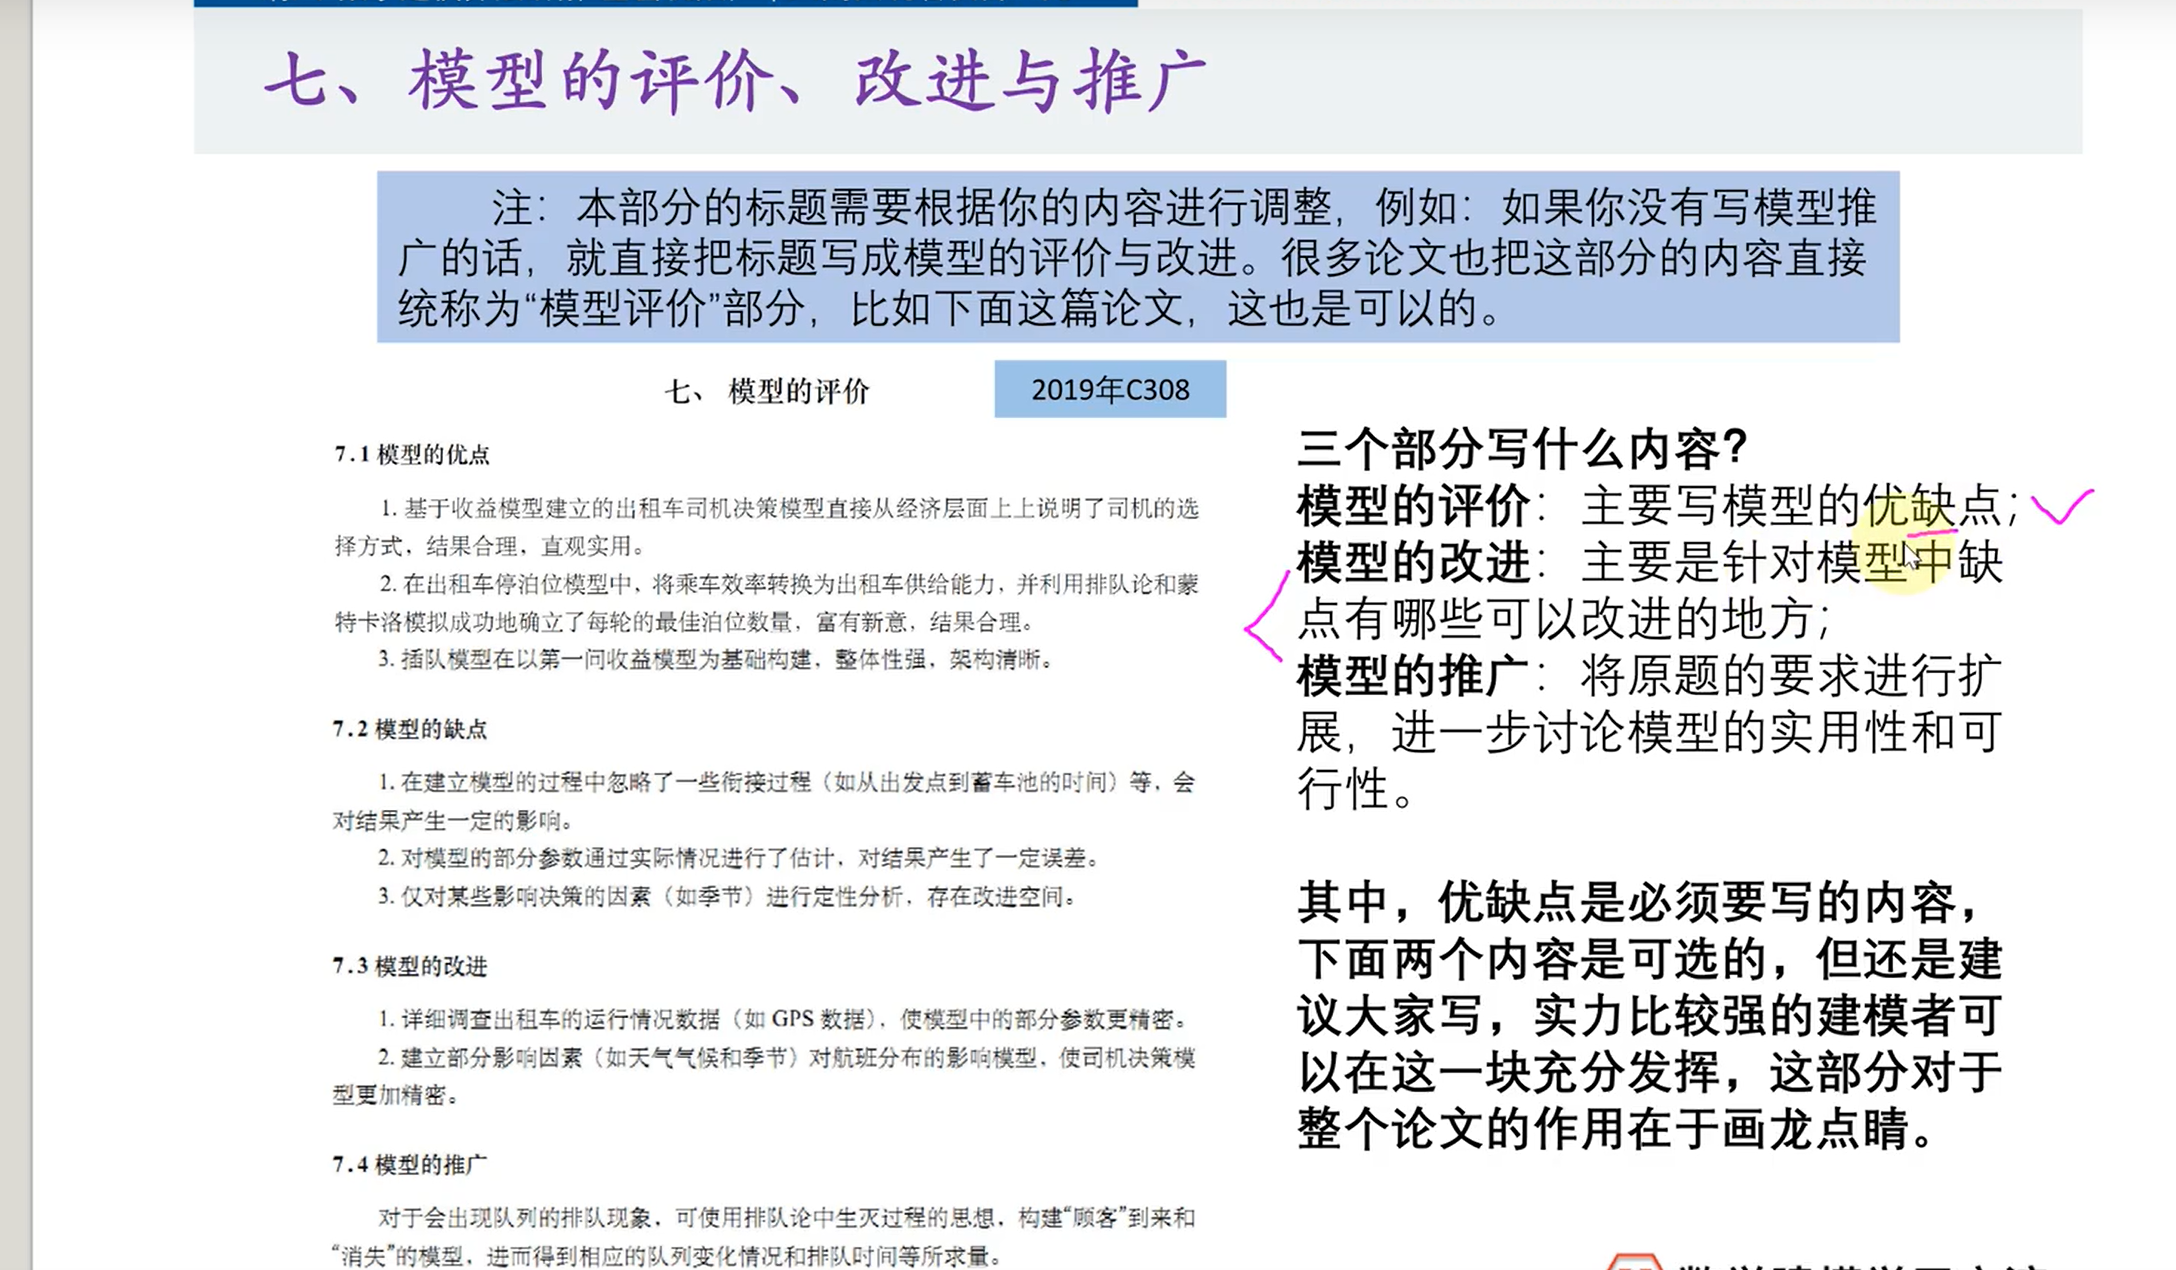 七、模型的评价、改进与推广
注：本部分的标题需要根据你的内容进行调整，例如：如果你没有写模型推
广的话，就直接把标题写成模型的评价与改进。很多论文也把这部分的内容直接
统称为“模型评价”部分，比如下面这篇论文，这也是可以的。
七、 模型的评价
2019年C308
7.1 模型的优点
1. 基于收益模型建立的出租车司机决策模型直接从经济层面上上说明了司机的选
择方式，结果合理，直观实用。
2. 在出租车停泊位模型中，将乘车效率转换为出租车供给能力，并利用排队论和蒙
特卡洛模拟成功地确立了每轮的最佳泊位数量，富有新意，结果合理。
3. 插队模型在以第一问收益模型为基础构建，整体性强，架构清晰。
7.2 模型的缺点
1. 在建立模型的过程中忽略了一些衔接过程（如从出发点到蓄车池的时间）等，会
对结果产生一定的影响。
2. 对模型的部分参数通过实际情况进行了估计，对结果产生了一定误差。
3. 仅对某些影响决策的因素（如季节）进行定性分析，存在改进空间。
7.3 模型的改进
1. 详细调查出租车的运行情况数据（如 GPS 数据），使模型中的部分参数更精密。
2. 建立部分影响因素（如天气气候和季节）对航班分布的影响模型，使司机决策模
型更加精密。
7.4 模型的推广
对于会出现队列的排队现象，可使用排队论中生灭过程的思想，构建“顾客”到来和
“消失”的模型，进而得到相应的队列变化情况和排队时间等所求量。
三个部分写什么内容？
模型的评价：主要写模型的优缺点；
模型的改进：主要是针对模型中缺
点有哪些可以改进的地方；
模型的推广：将原题的要求进行扩
展，进一步讨论模型的实用性和可
行性。
其中，优缺点是必须要写的内容，
下面两个内容是可选的，但还是建
议大家写，实力比较强的建模者可
以在这一块充分发挥，这部分对于
整个论文的作用在于画龙点睛。